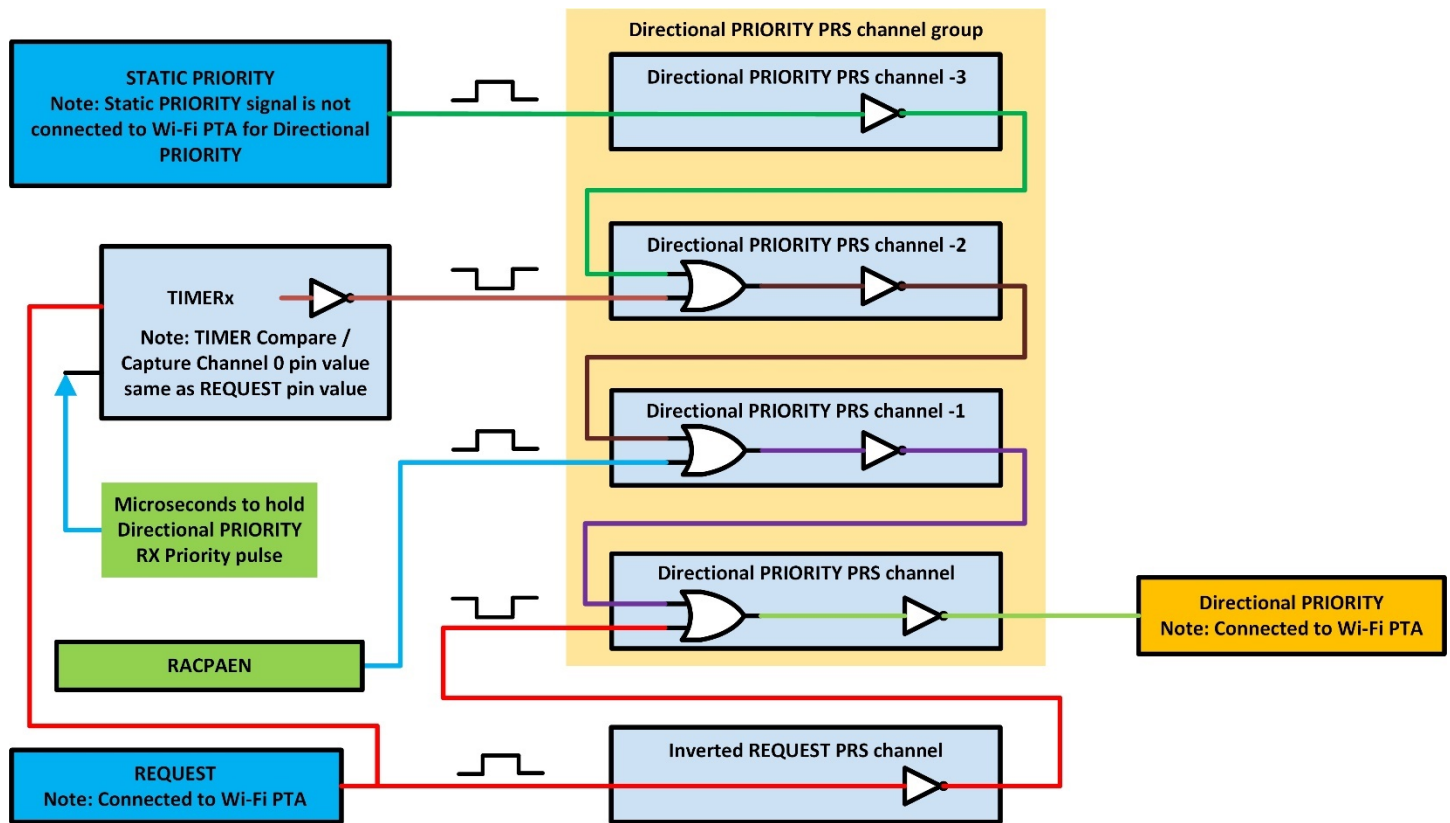 Directional PRIORITY PRS channel group
STATIC PRIORITY
Note: Static PRIORITY signal is not
connected to Wi-Fi PTA for Directional
PRIORITY
Directional PRIORITY PRS channel -3
Directional PRIORITY PRS channel -2
TIMERx
Note: TIMER Compare /
Capture Channel 0 pin value
same as REQUEST pin value
Directional PRIORITY PRS channel -1
Microseconds to hold
Directional PRIORITY
RX Priority pulse
Directional PRIORITY PRS channel
Directional PRIORITY
Note: Connected to Wi-Fi PTA
RACPAEN
Inverted REQUEST PRS channel
REQUEST
Note: Connected to Wi-Fi PTA